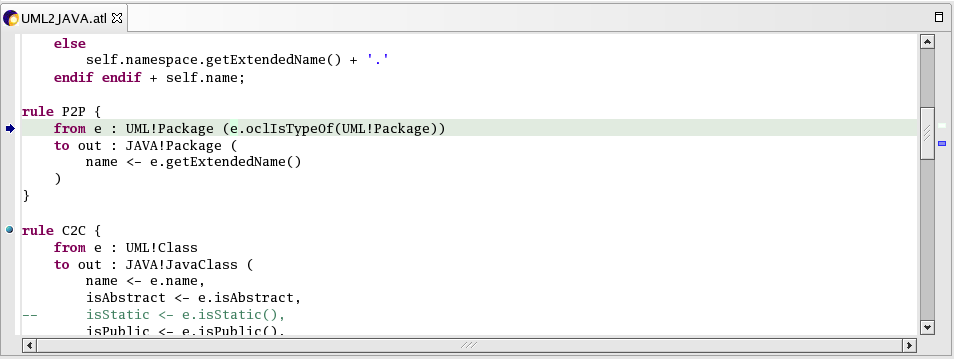 UML2JAVA.atl
else
self.namespace.getExtendedName() + '.'
endif endif + self.name;
rule P2P {
from e : UML!Package (e.oclIsTypeOf(UML!Package))
to out : JAVA!Package (
name <- e.getExtendedName()
)
}
rule C2C {
from e : UML!Class
to out : JAVA!JavaClass (
name <- e.name,
isAbstract <- e.isAbstract,
-- isStatic <- e.isStatic(),
isPublic <- e.isPublic(),